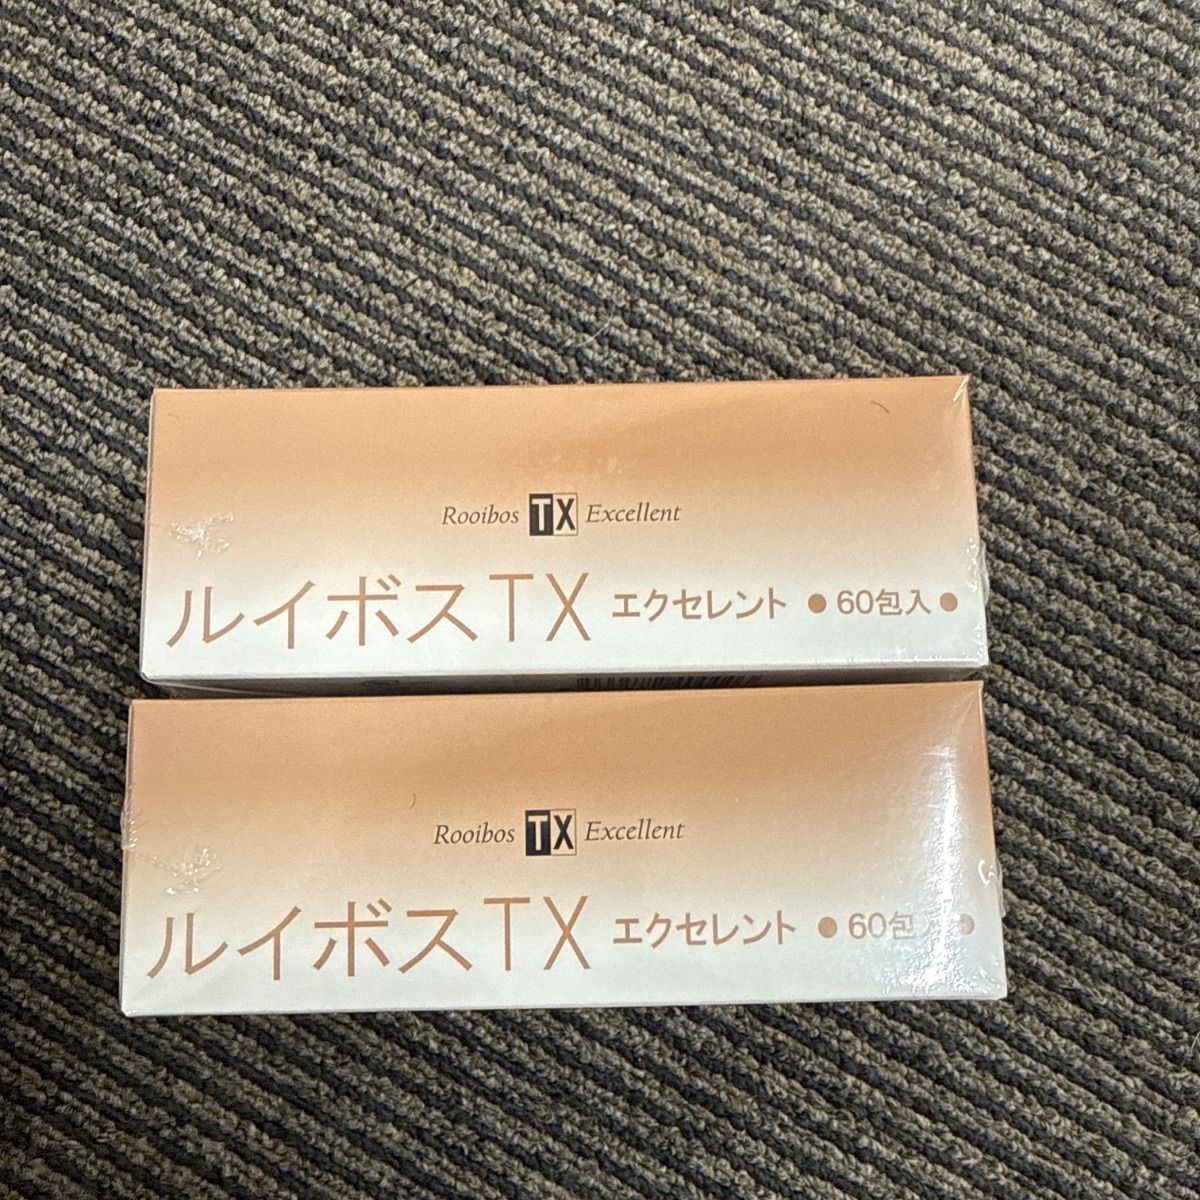 Rooibos TX Excellent
ルイボスTX エクセレント ●60包入●
Rooibos TX Excellent
ルイボスTX エクセレント ●60包 ●